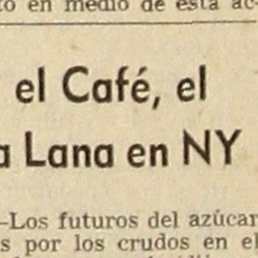 en medio de esta
el Café, el
Lana en NY
—Los futuros del azúcar
por los crudos en el